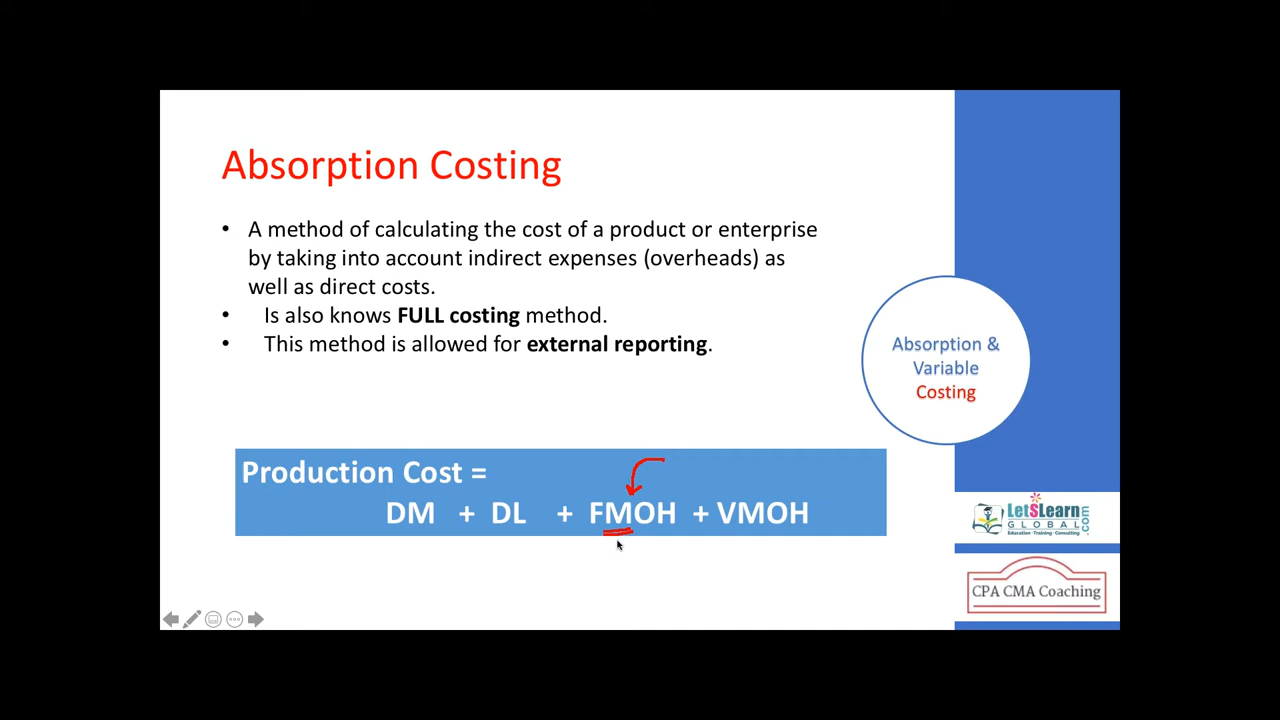 Absorption Costing
• A method of calculating the cost of a product or enterprise
by taking into account indirect expenses (overheads) as
well as direct costs.
• Is also knows FULL costing method.
• This method is allowed for external reporting.
Absorption &
Variable
Costing
Production Cost =
DM + DL + FMOH + VMOH
LetSLearn
GLOBAL.com
Education · Training · Consulting
CPA CMA Coaching